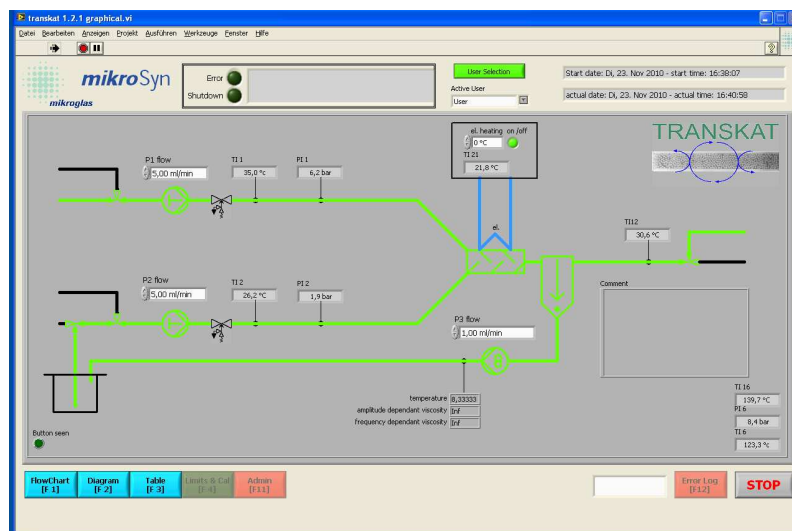 transkat 1.2.1 graphical.vi
Datei Bearbeiten Anzeigen Projekt Ausführen Werkzeuge Fenster Hilfe
mikroSyn
mikroglas
Error
Shutdown
User Selection
Active User
User
Start date: Di, 23. Nov 2010 - start time: 16:38:07
actual date: Di, 23. Nov 2010 - actual time: 16:40:58
P1 flow
5,00 ml/min
TI 1
35,0 °c
PI 1
6,2 bar
el. heating on /off
0 °C
TI 21
21,8 °C
el.
TRANSKAT
TI12
30,6 °C
P2 flow
5,00 ml/min
TI 2
26,2 °C
PI 2
1,9 bar
P3 flow
1,00 ml/min
Comment
temperature 8,33333
amplitude dependant viscosity Inf
frequency dependant viscosity Inf
TI 16
139,7 °C
PI 6
8,4 bar
TI 6
123,3 °C
Button seen
FlowChart
[F 1]
Diagram
[F 2]
Table
[F 3]
Limits & Cal
[F 4]
Admin
[F11]
Error Log
[F12]
STOP